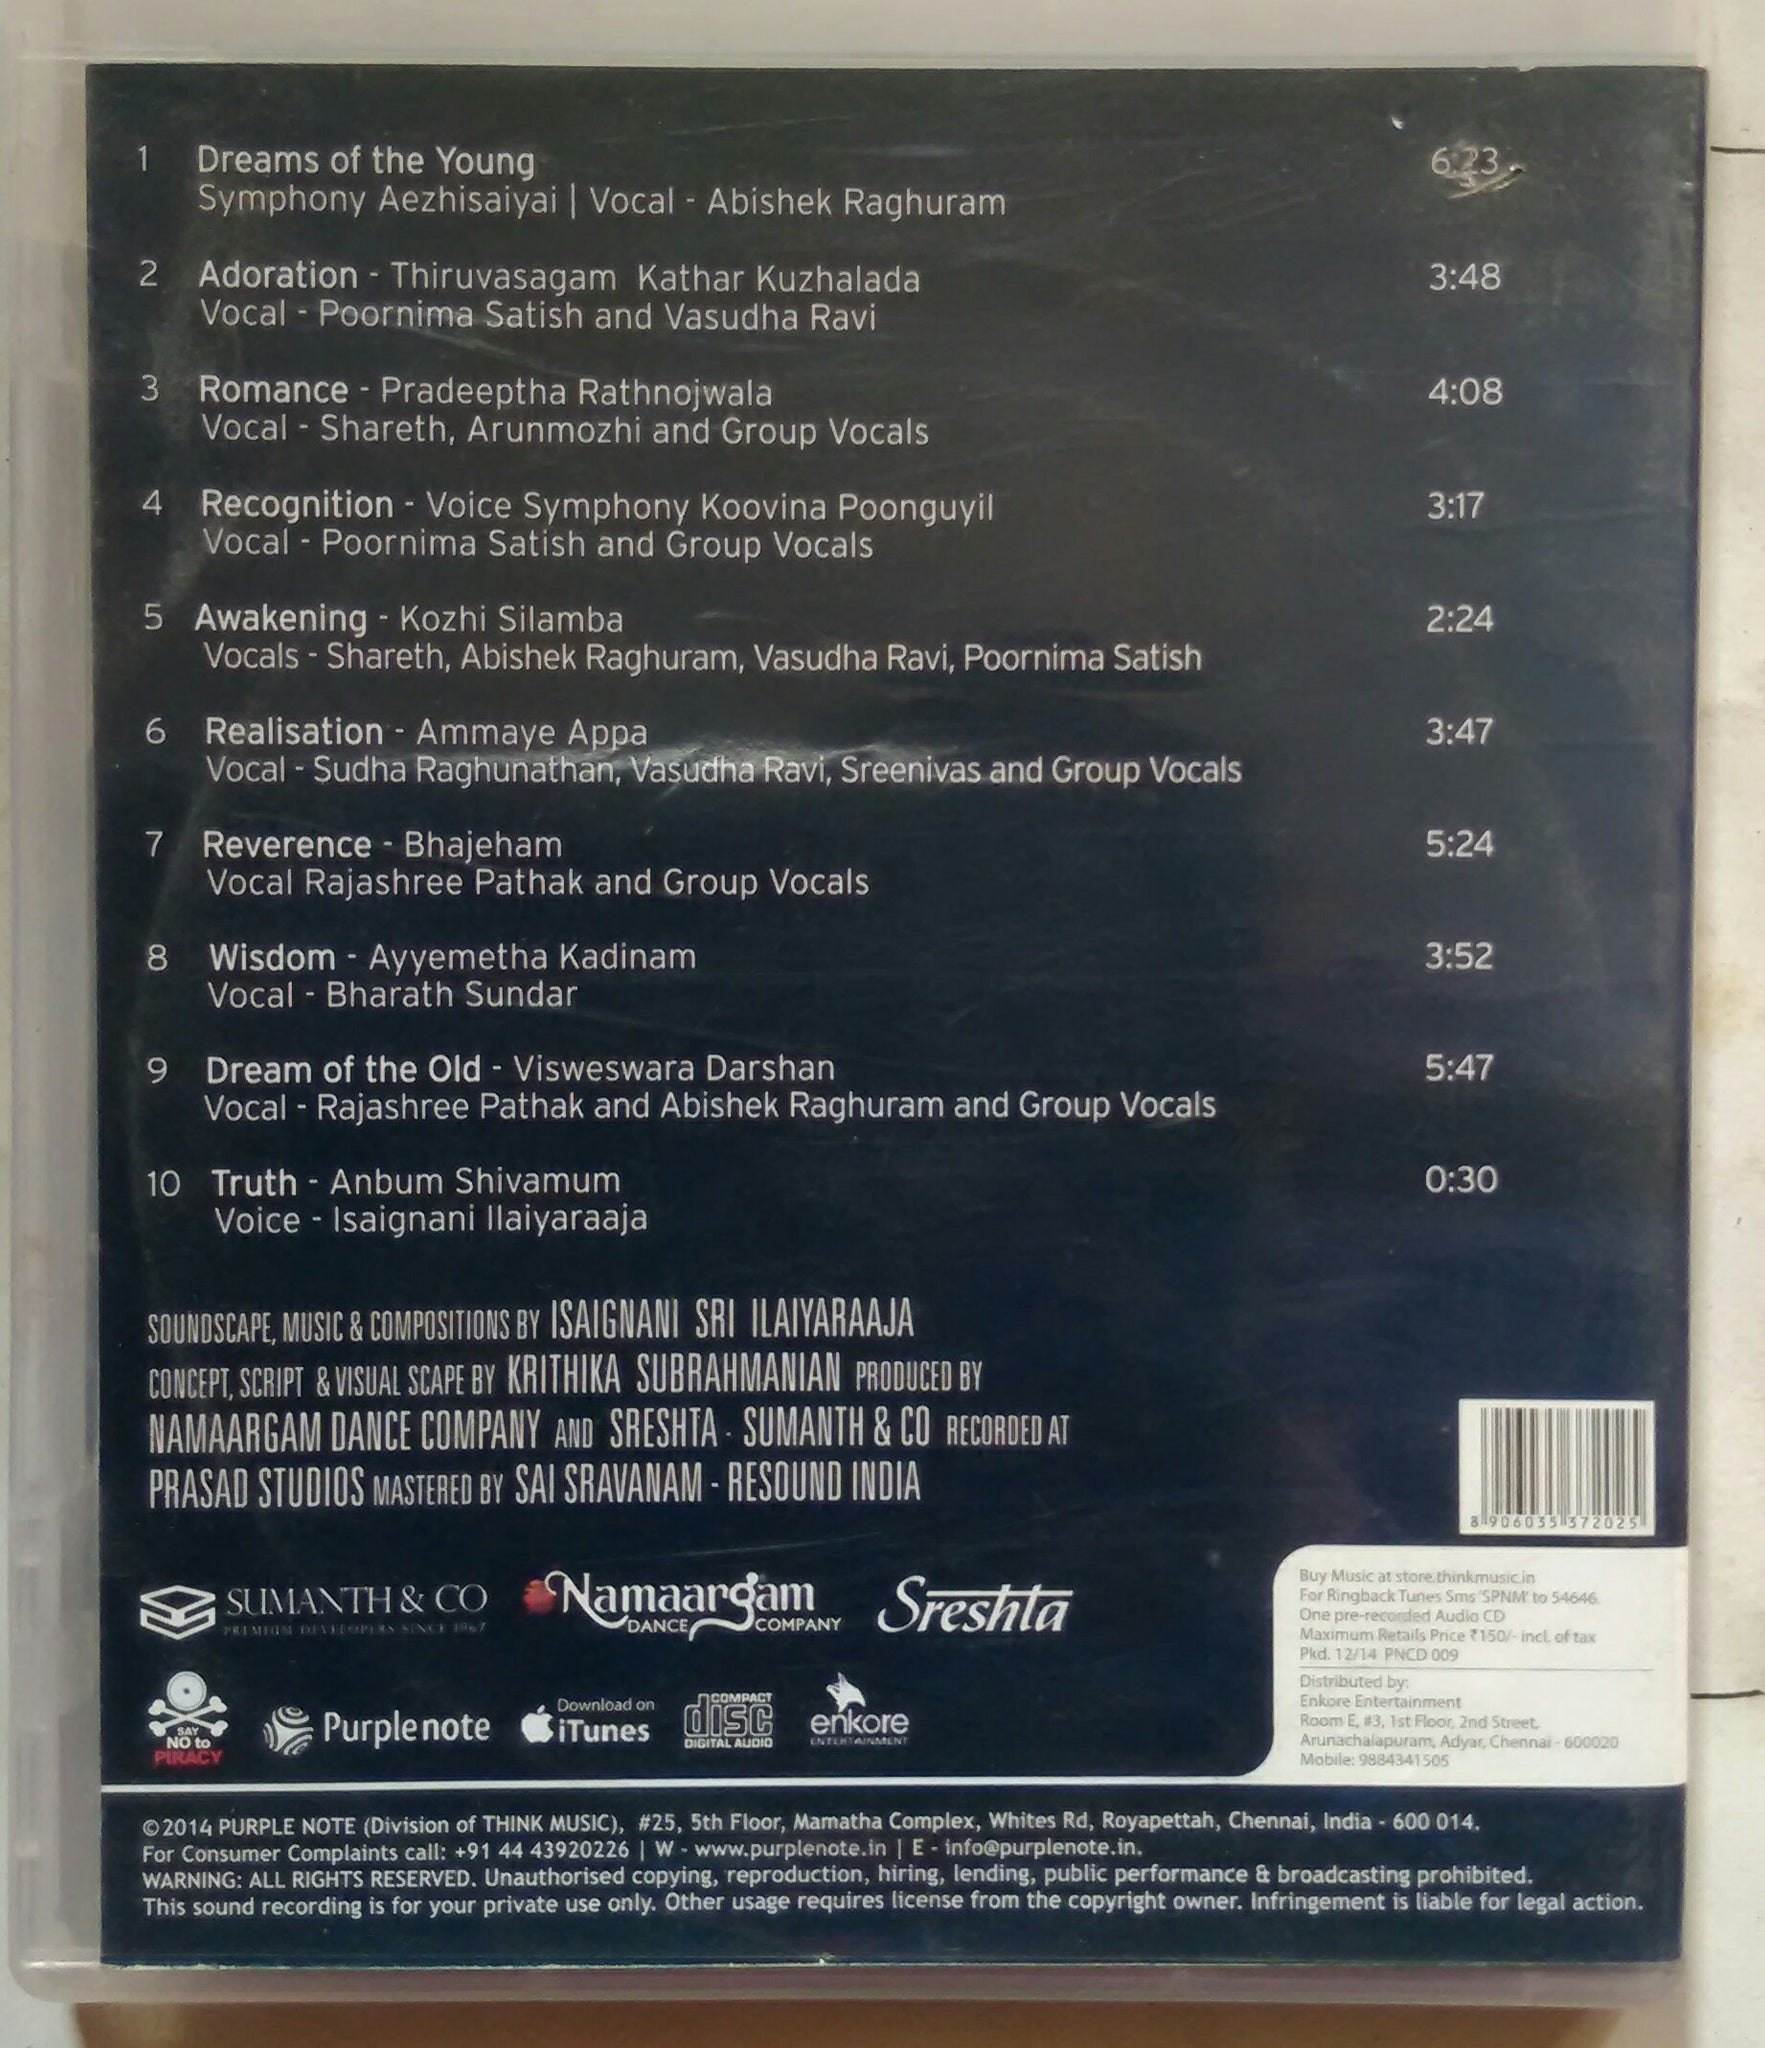 1 Dreams of the Young 6:23
Symphony Aezhisaiyai | Vocal - Abishek Raghuram
2 Adoration - Thiruvasagam Kathar Kuzhalada 3:48
Vocal - Poornima Satish and Vasudha Ravi
3 Romance - Pradeeptha Rathnojwala 4:08
Vocal - Shareth, Arunmozhi and Group Vocals
4 Recognition - Voice Symphony Koovina Poonguyil 3:17
Vocal - Poornima Satish and Group Vocals
5 Awakening - Kozhi Silamba 2:24
Vocals - Shareth, Abishek Raghuram, Vasudha Ravi, Poornima Satish
6 Realisation - Ammaye Appa 3:47
Vocal - Sudha Raghunathan, Vasudha Ravi, Sreenivas and Group Vocals
7 Reverence - Bhajeham 5:24
Vocal Rajashree Pathak and Group Vocals
8 Wisdom - Ayyemetha Kadinam 3:52
Vocal - Bharath Sundar
9 Dream of the Old - Visweswara Darshan 5:47
Vocal - Rajashree Pathak and Abishek Raghuram and Group Vocals
10 Truth - Anbum Shivamum 0:30
Voice - Isaignani Ilaiyaraaja
SOUNDSCAPE, MUSIC & COMPOSITIONS BY ISAIGNANI SRI ILAIYARAAJA
CONCEPT, SCRIPT & VISUAL SCAPE BY KRITHIKA SUBRAHMANIAN PRODUCED BY
NAMAARGAM DANCE COMPANY AND SRESHTA - SUMANTH & CO RECORDED AT
PRASAD STUDIOS MASTERED BY SAI SRAVANAM - RESOUND INDIA
8 906035 372025
SUMANTH & CO
PREMIUM DEVELOPERS SINCE 1967
Namaargam
DANCE COMPANY
Sreshta
SAY
NO to
PIRACY
Purple note
Download on
iTunes
COMPACT
disc
DIGITAL AUDIO
enkore
ENTERTAINMENT
Buy Music at store.thinkmusic.in
For Ringback Tunes Sms 'SPNM' to 54646.
One pre-recorded Audio CD
Maximum Retails Price ₹150/- incl. of tax
Pkd. 12/14 PNCD 009
Distributed by:
Enkore Entertainment
Room E, #3, 1st Floor, 2nd Street,
Arunachalapuram, Adyar, Chennai - 600020
Mobile: 9884341505
©2014 PURPLE NOTE (Division of THINK MUSIC), #25, 5th Floor, Mamatha Complex, Whites Rd, Royapettah, Chennai, India - 600 014.
For Consumer Complaints call: +91 44 43920226 | W - www.purplenote.in | E - info@purplenote.in.
WARNING: ALL RIGHTS RESERVED. Unauthorised copying, reproduction, hiring, lending, public performance & broadcasting prohibited.
This sound recording is for your private use only. Other usage requires license from the copyright owner. Infringement is liable for legal action.